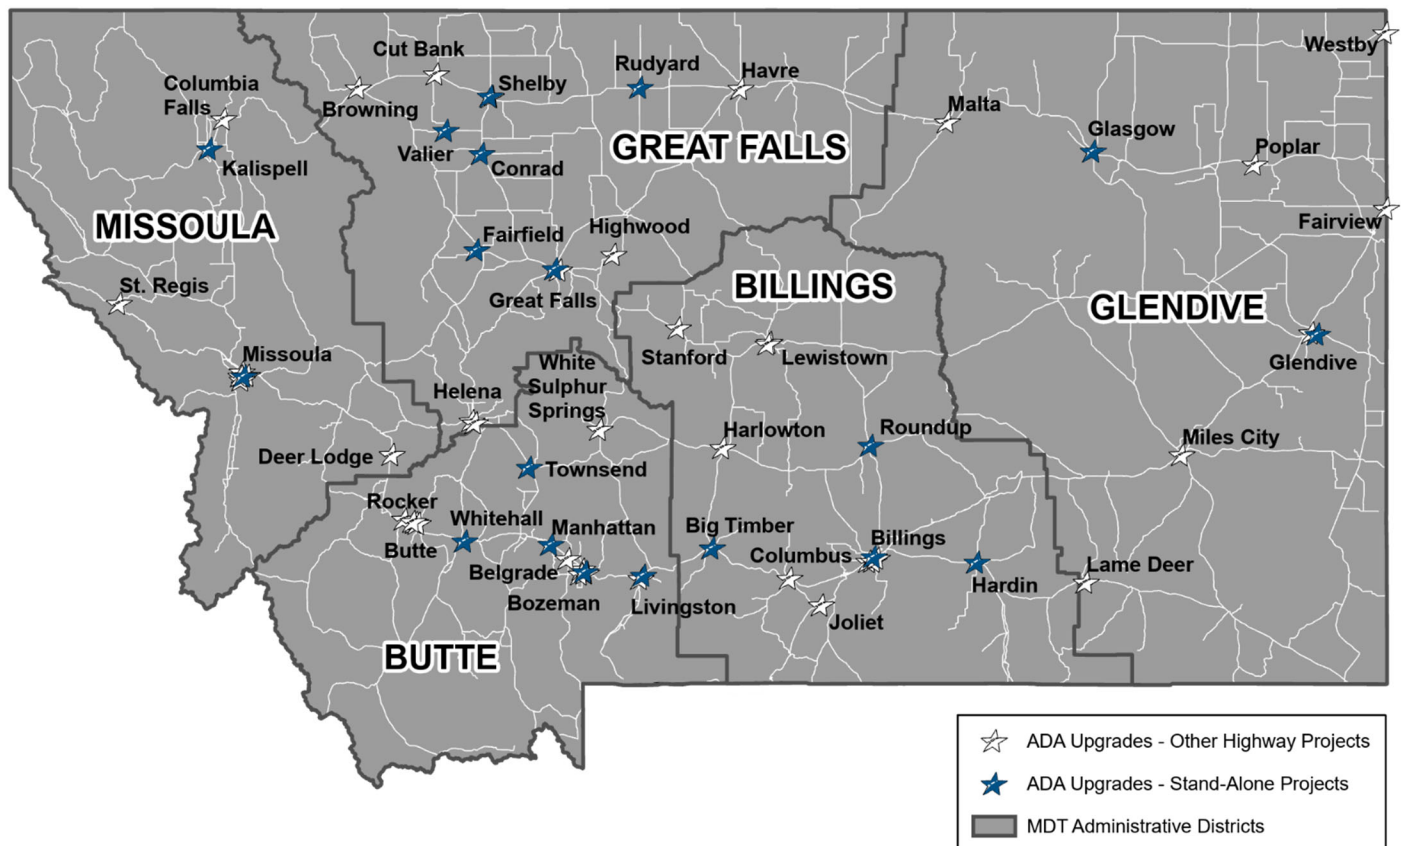 Westby
Cut Bank
Rudyard
Havre
Columbia
Falls
Shelby
Browning
Malta
Glasgow
Poplar
Valier
Conrad
GREAT FALLS
Kalispell
MISSOULA
Highwood
Fairfield
Fairview
St. Regis
Great Falls
BILLINGS
GLENDIVE
Missoula
White
Sulphur
Springs
Stanford
Lewistown
Glendive
Helena
Deer Lodge
Harlowton
Roundup
Miles City
Townsend
Rocker
Whitehall
Manhattan
Big Timber
Billings
Butte
Belgrade
Columbus
Lame Deer
Bozeman
Livingston
Hardin
Joliet
BUTTE
ADA Upgrades - Other Highway Projects
ADA Upgrades - Stand-Alone Projects
MDT Administrative Districts